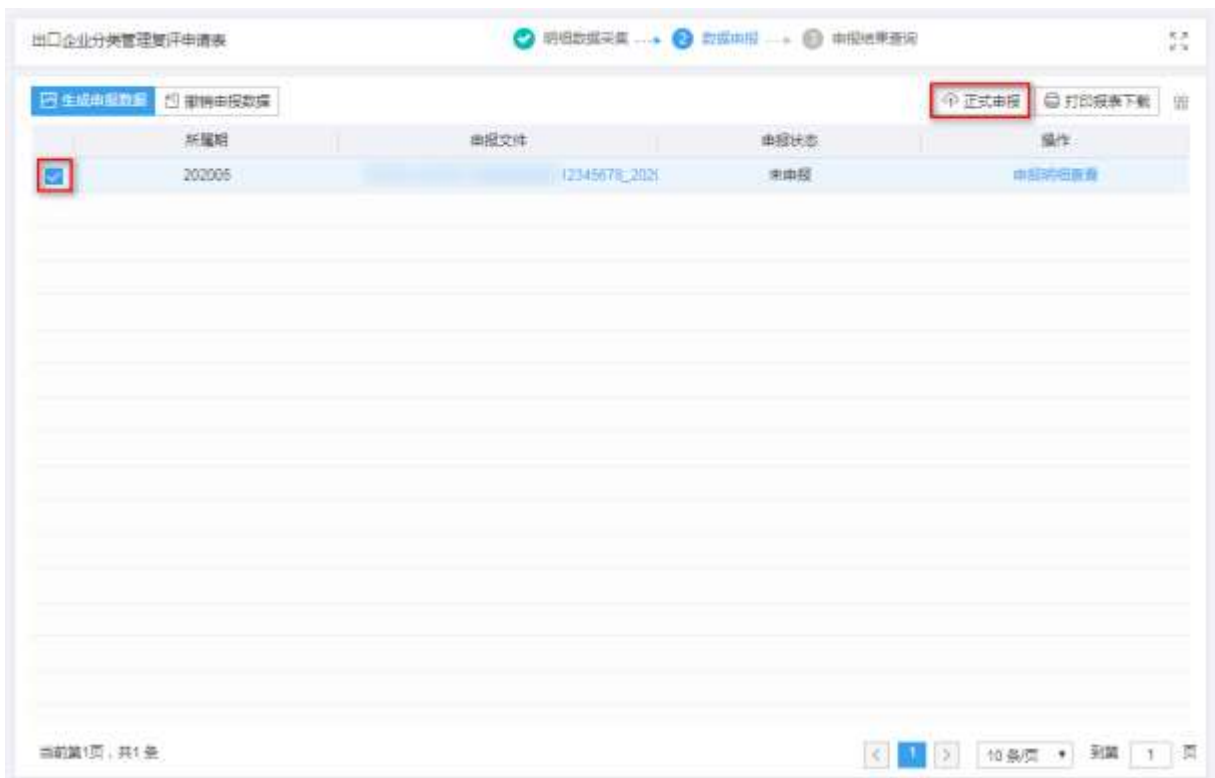 出口企业分类管理复评申请表 明细数据采集 2 数据申报 3 申报结果查询
生成申报数据 撤销申报数据 正式申报 打印报表下载
所属期 申报文件 申报状态 操作
202005 12345678_202 未申报 申报明细查看
当前第1页，共1条 < 1 > 10条/页 到第 1 页